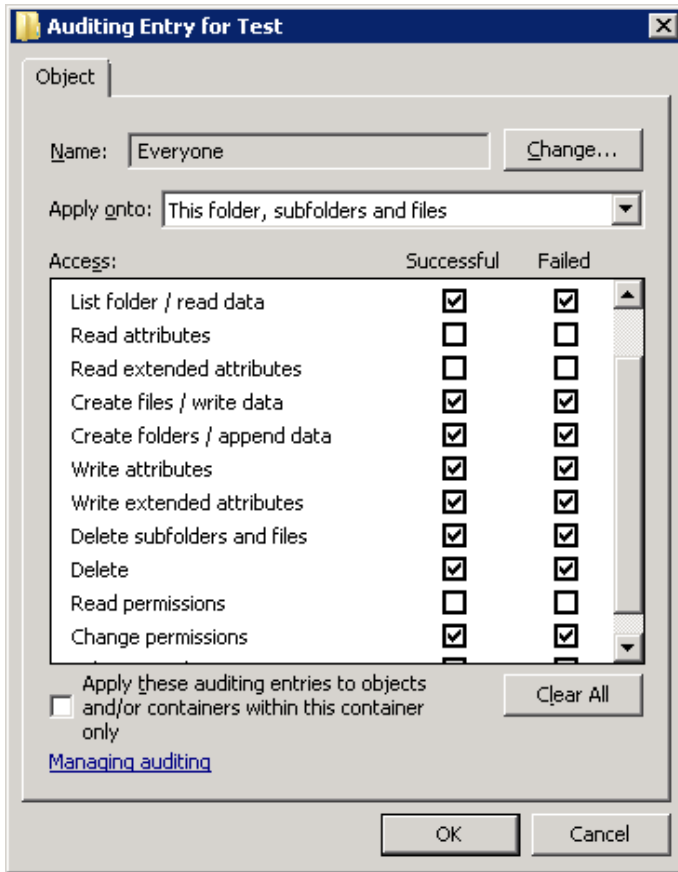 Auditing Entry for Test
Object
Name: Everyone Change...
Apply onto: This folder, subfolders and files
Access: Successful Failed
List folder / read data
Read attributes
Read extended attributes
Create files / write data
Create folders / append data
Write attributes
Write extended attributes
Delete subfolders and files
Delete
Read permissions
Change permissions
Apply these auditing entries to objects
and/or containers within this container
only
Clear All
Managing auditing
OK Cancel